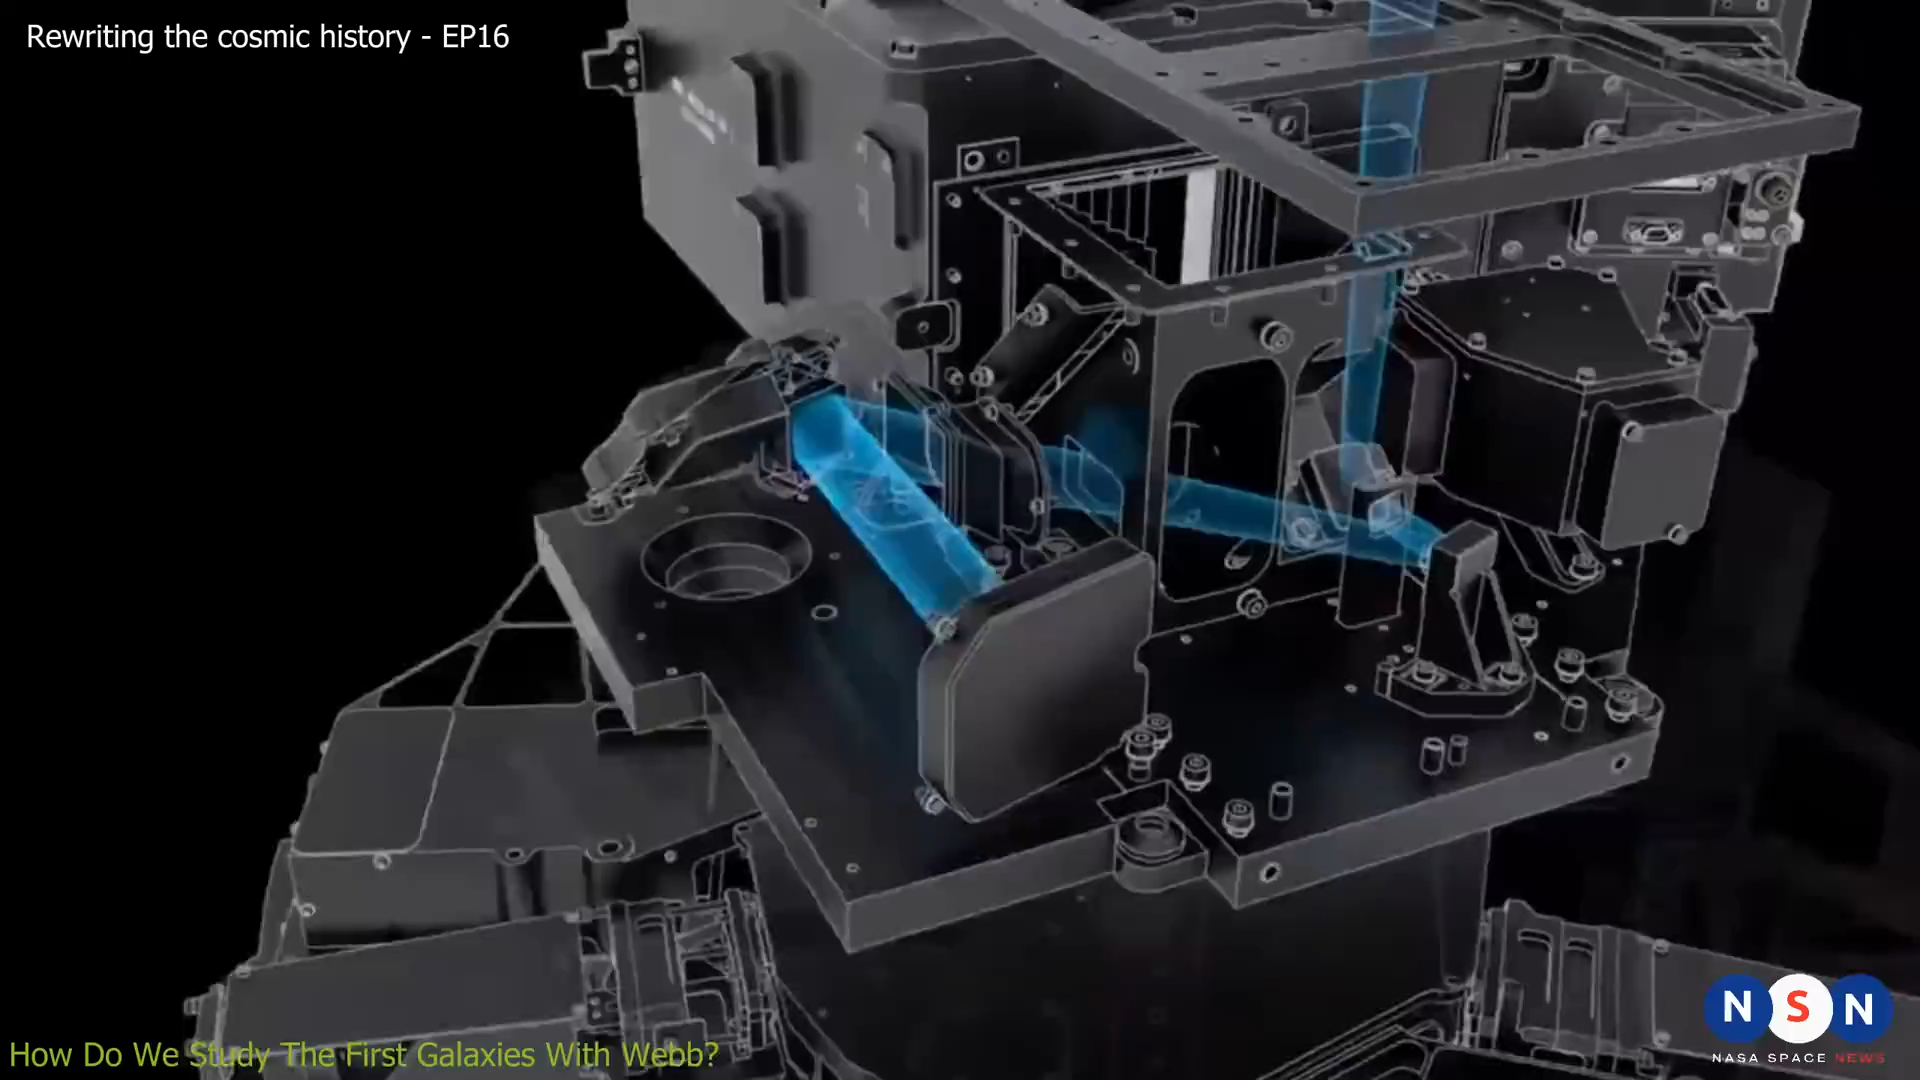 Rewriting the cosmic history - EP16
How Do We Study The First Galaxies With Webb?
NSN
NASA SPACE NEWS